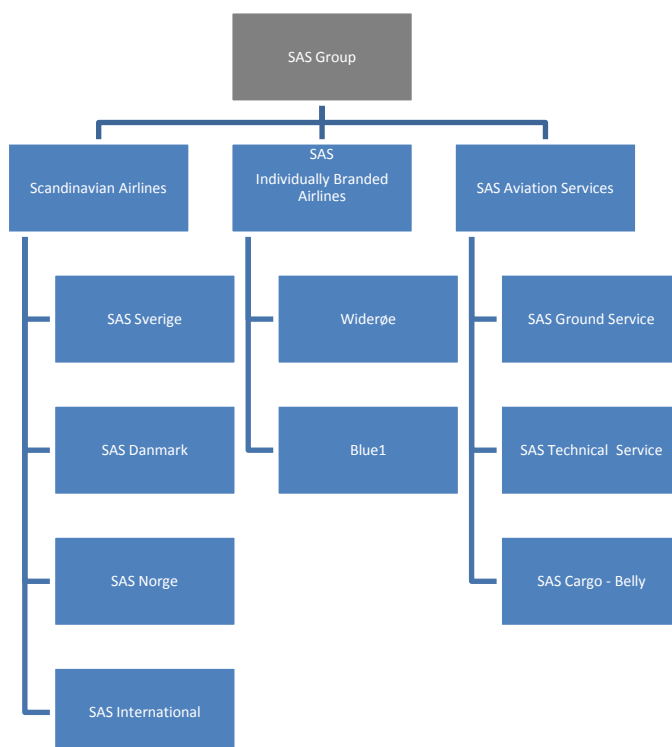 SAS Group
Scandinavian Airlines
SAS
Individually Branded
Airlines
SAS Aviation Services
SAS Sverige
Widerøe
SAS Ground Service
SAS Danmark
Blue1
SAS Technical  Service
SAS Norge
SAS Cargo - Belly
SAS International